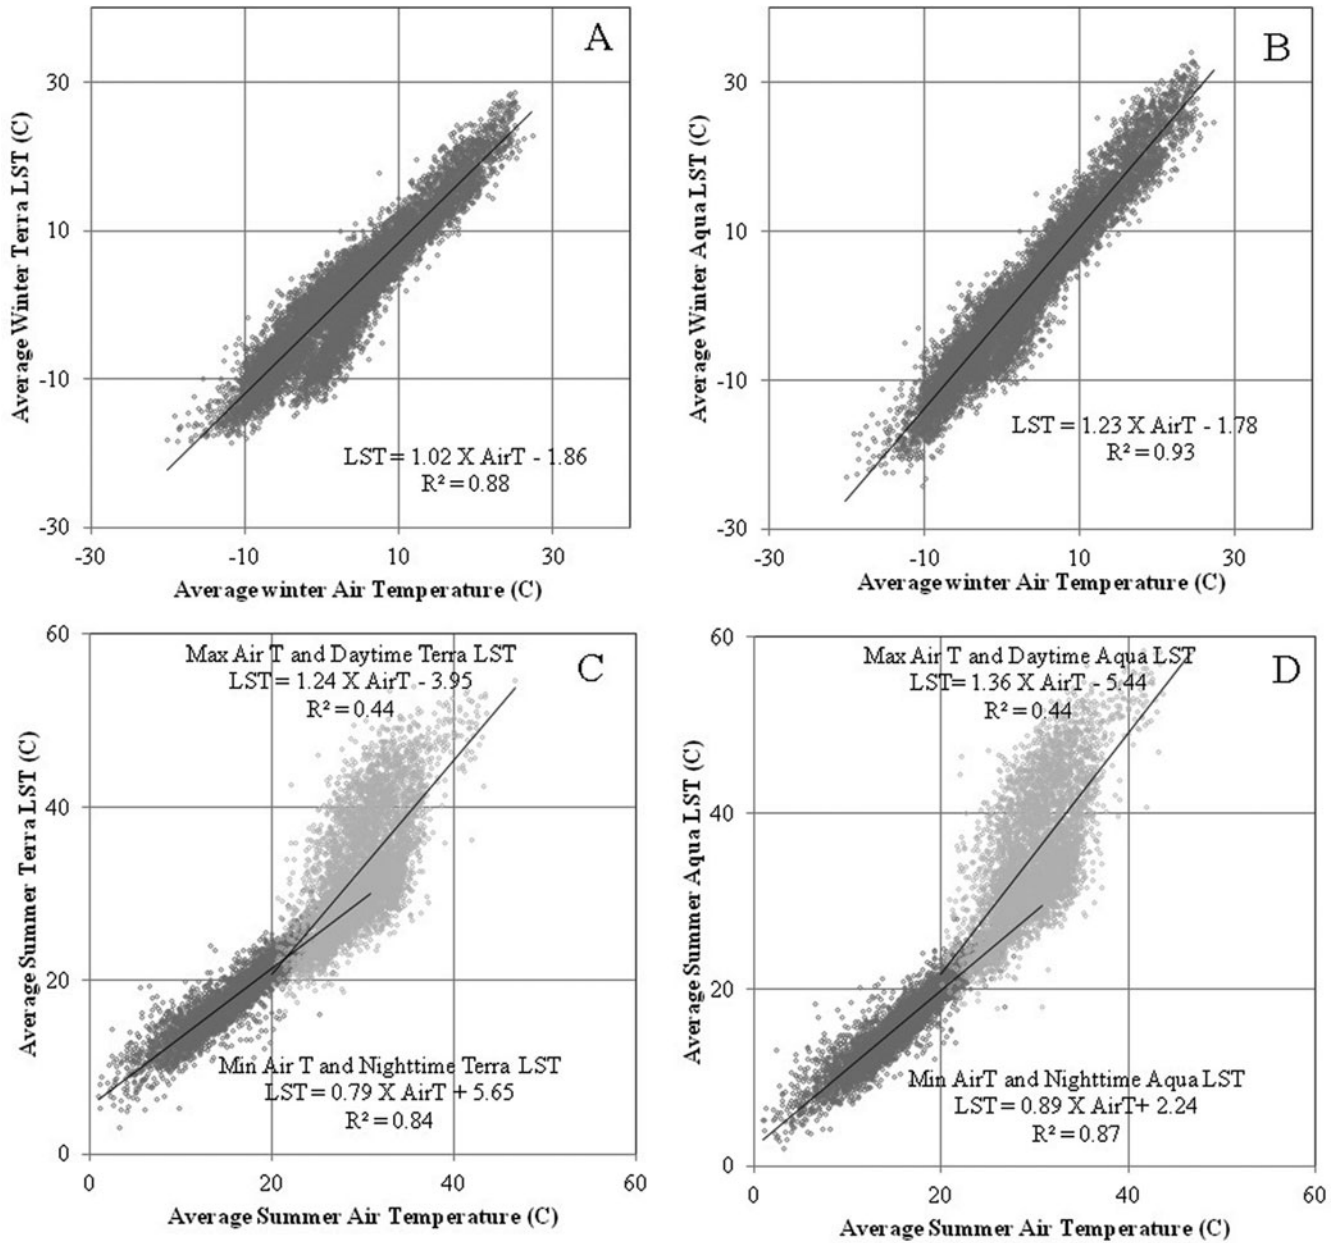 A
Average Winter Terra LST (C)
30
10
-10
-30
LST = 1.02 X AirT - 1.86
R² = 0.88
-30 -10 10 30
Average winter Air Temperature (C)
B
Average Winter Aqua LST (C)
30
10
-10
-30
LST = 1.23 X AirT - 1.78
R² = 0.93
-30 -10 10 30
Average winter Air Temperature (C)
C
Average Summer Terra LST (C)
60
40
20
0
Max Air T and Daytime Terra LST
LST = 1.24 X AirT - 3.95
R² = 0.44
Min Air T and Nighttime Terra LST
LST = 0.79 X AirT + 5.65
R² = 0.84
0 20 40 60
Average Summer Air Temperature (C)
D
Average Summer Aqua LST (C)
60
40
20
0
Max Air T and Daytime Aqua LST
LST= 1.36 X AirT - 5.44
R² = 0.44
Min AirT and Nighttime Aqua LST
LST = 0.89 X AirT+ 2.24
R² = 0.87
0 20 40 60
Average Summer Air Temperature (C)